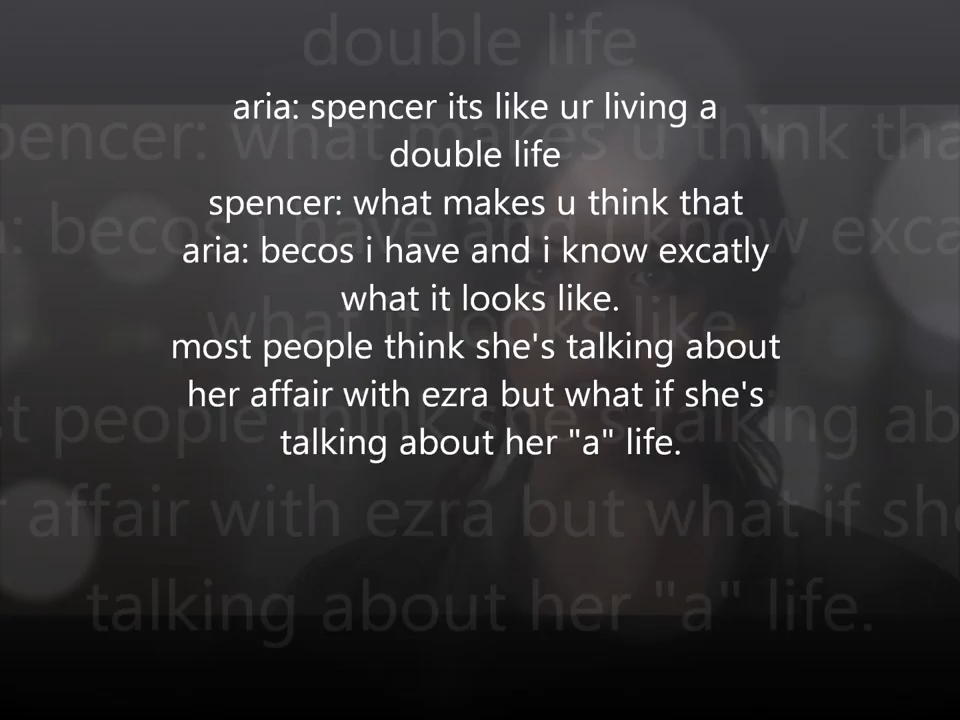 double life
aria: spencer its like ur living a
double life
spencer: what makes u think that
aria: becos i have and i know excatly
what it looks like.
most people think she's talking about
her affair with ezra but what if she's
talking about her "a" life.